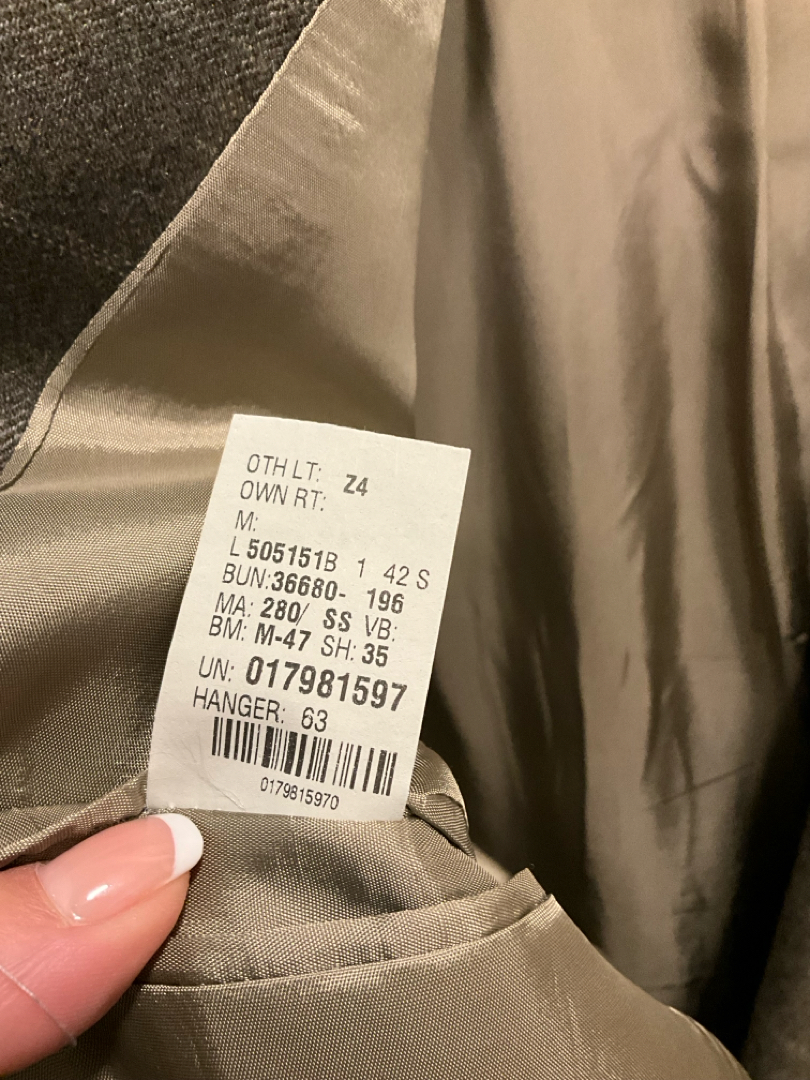 OTH LT: Z4
OWN RT:
M:
L 505151B 1 42 S
BUN:36680- 196
MA: 280/ SS VB:
BM: M-47 SH: 35
UN: 017981597
HANGER: 63
0179815970